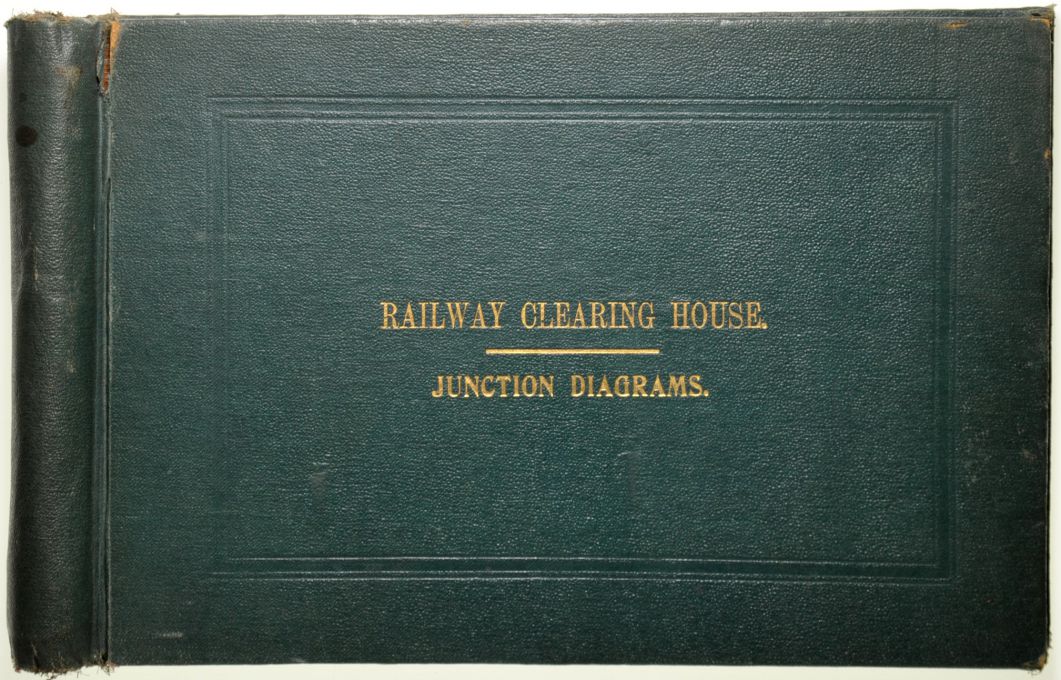 RAILWAY CLEARING HOUSE.
JUNCTION DIAGRAMS.